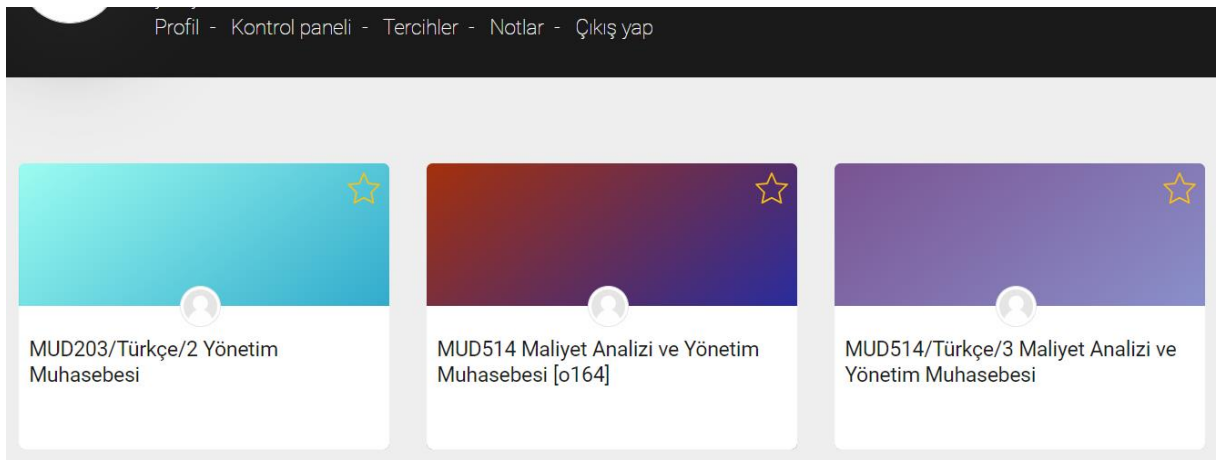 Profil - Kontrol paneli - Tercihler - Notlar - Çıkış yap
MUD203/Türkçe/2 Yönetim
Muhasebesi
MUD514 Maliyet Analizi ve Yönetim
Muhasebesi [o164]
MUD514/Türkçe/3 Maliyet Analizi ve
Yönetim Muhasebesi